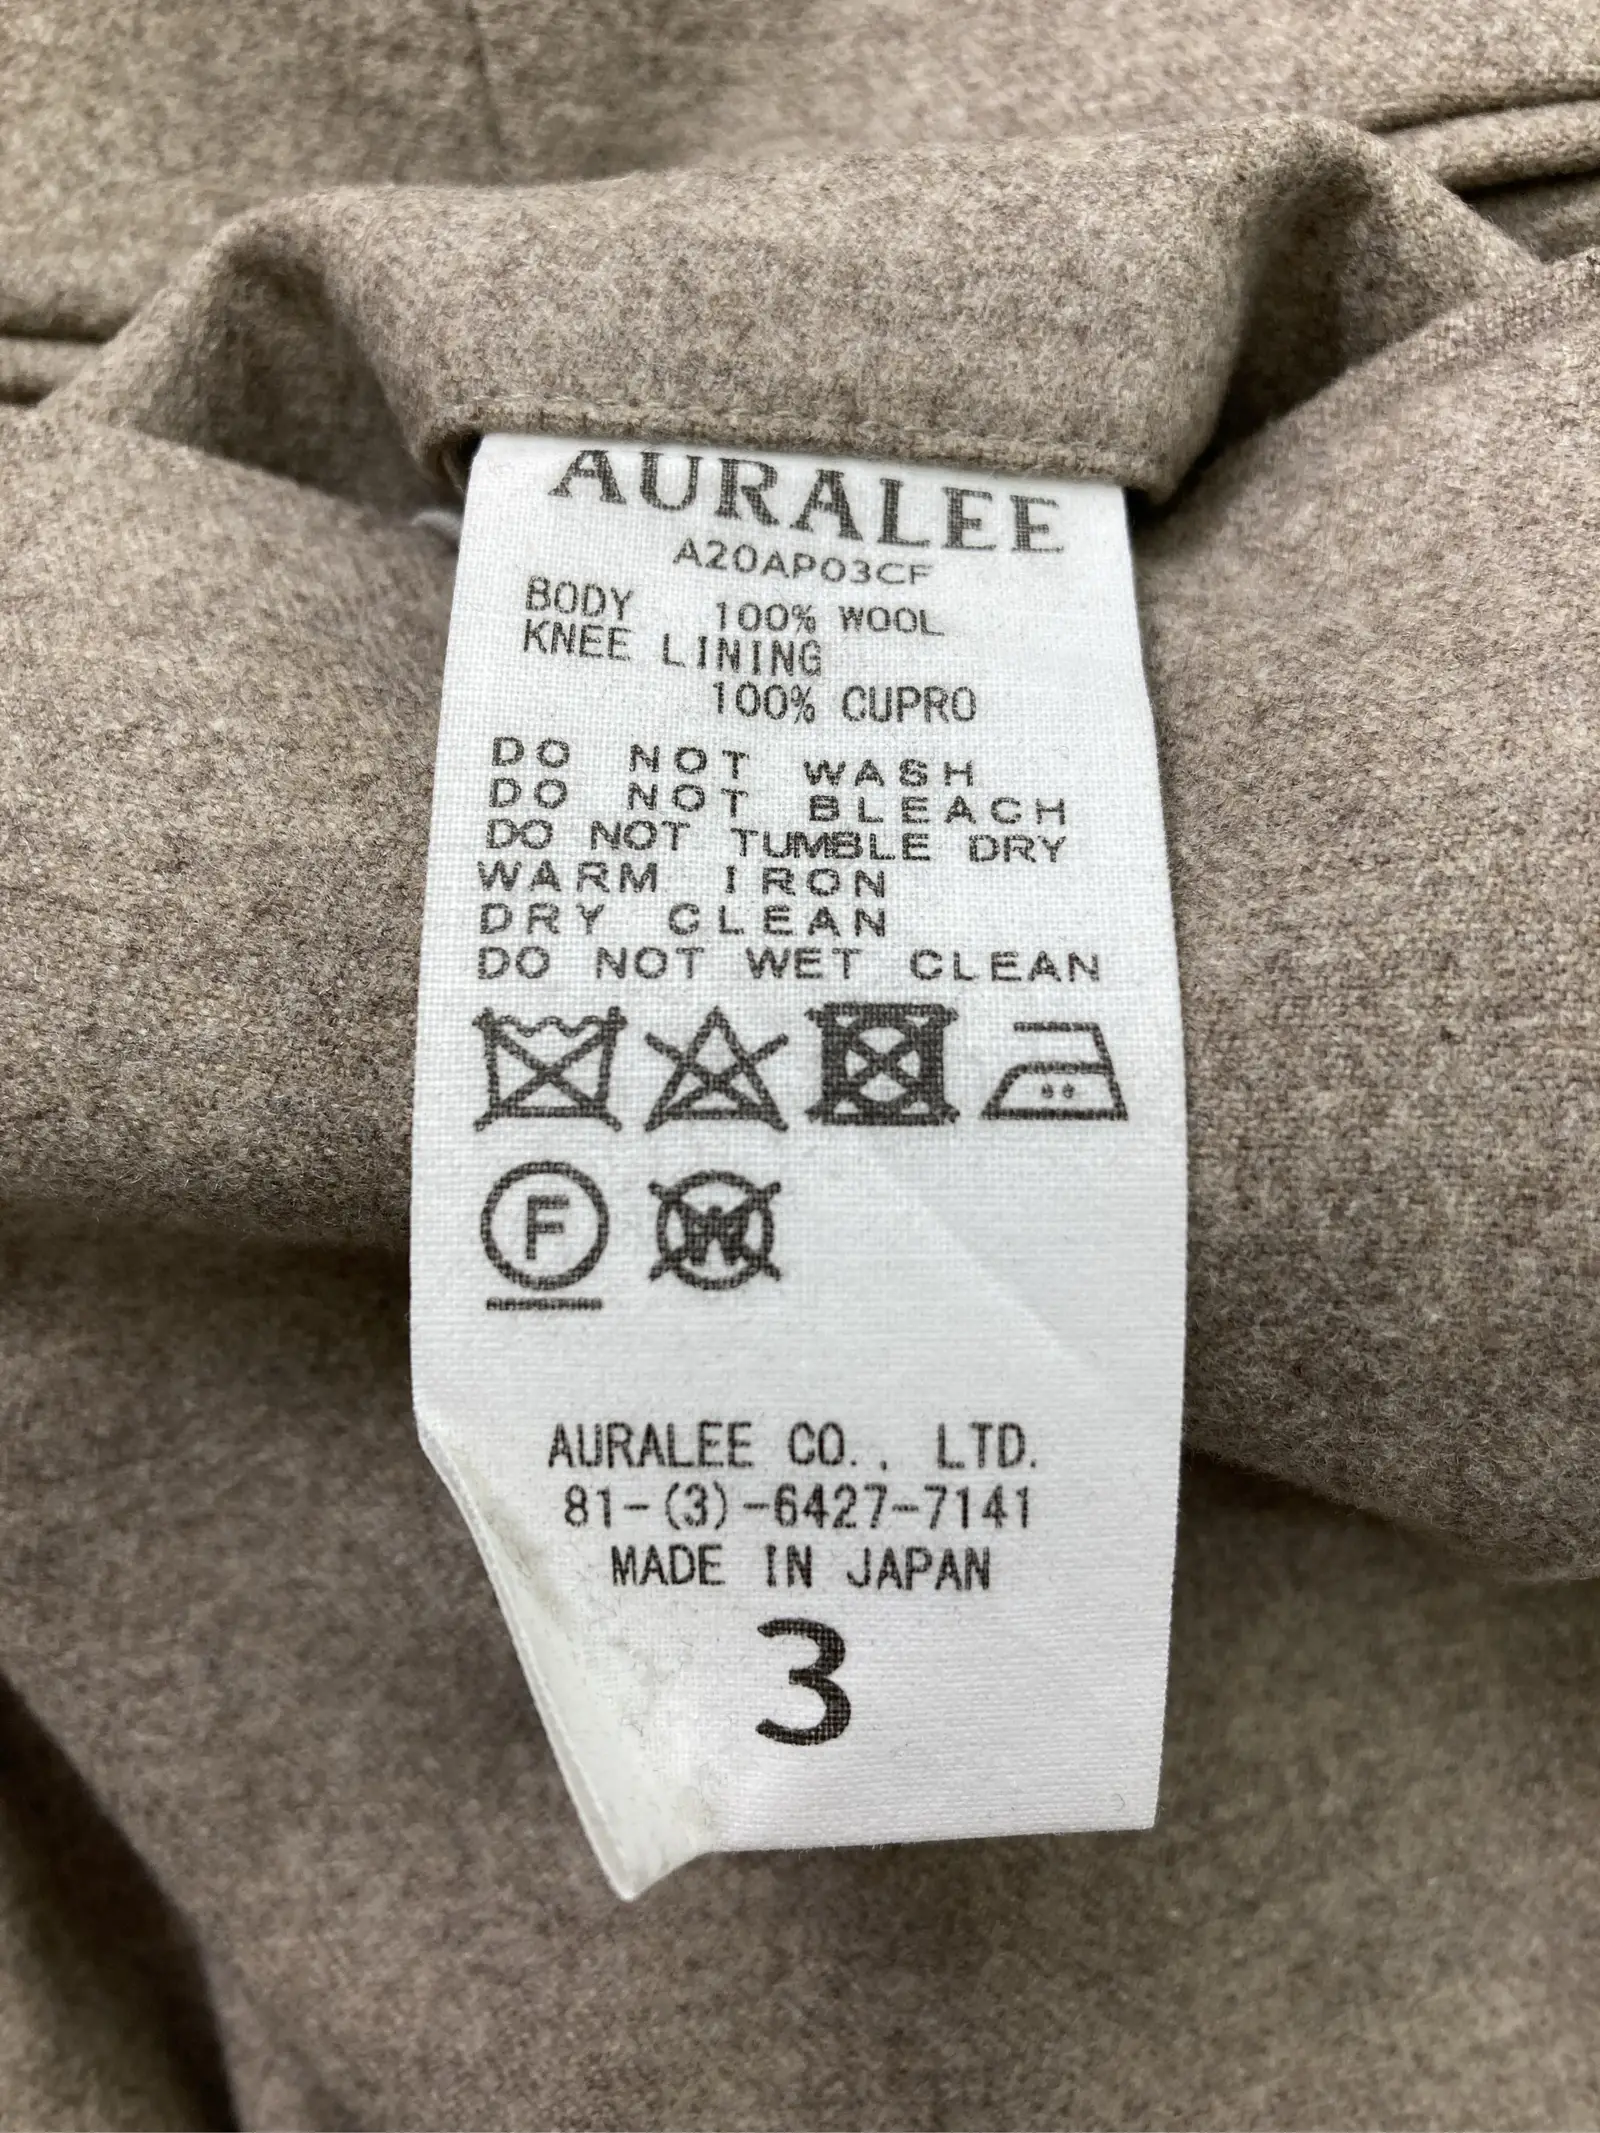 AURALEE
A20AP03CF
BODY 100% WOOL
KNEE LINING
100% CUPRO
DO NOT WASH
DO NOT BLEACH
DO NOT TUMBLE DRY
WARM IRON
DRY CLEAN
DO NOT WET CLEAN
F W
AURALEE CO., LTD.
81-(3)-6427-7141
MADE IN JAPAN
3